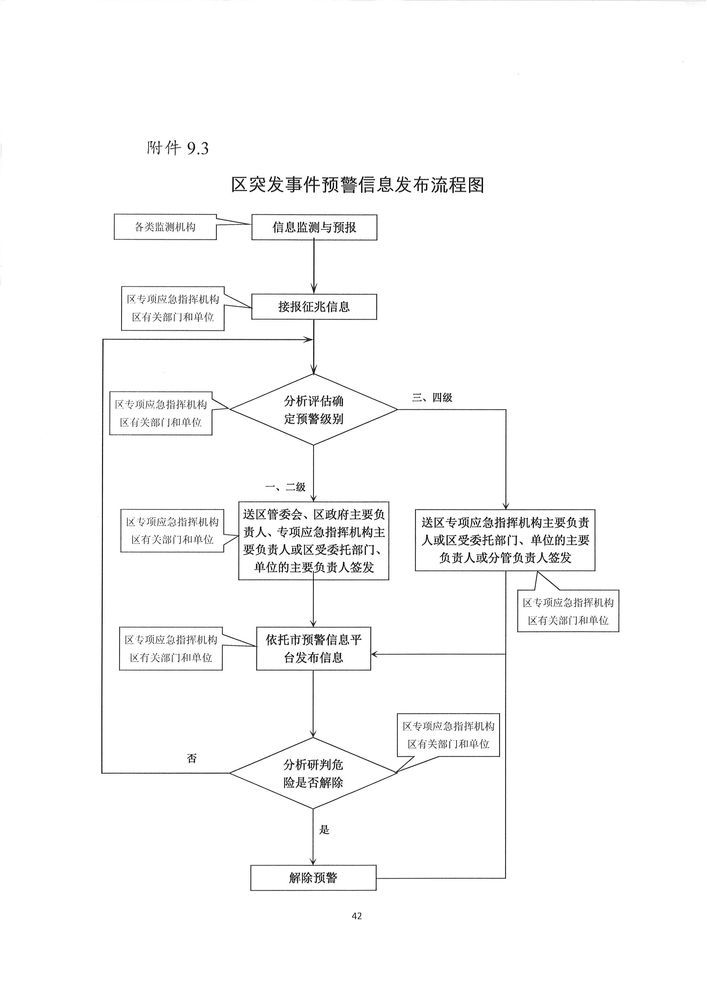 附件 9.3
区突发事件预警信息发布流程图
各类监测机构
信息监测与预报
区专项应急指挥机构
区有关部门和单位
接报征兆信息
区专项应急指挥机构
区有关部门和单位
分析评估确
定预警级别
三、四级
一、二级
区专项应急指挥机构
区有关部门和单位
送区管委会、区政府主要负
责人、专项应急指挥机构主
要负责人或区受委托部门、
单位的主要负责人签发
送区专项应急指挥机构主要负责
人或区受委托部门、单位的主要
负责人或分管负责人签发
区专项应急指挥机构
区有关部门和单位
区专项应急指挥机构
区有关部门和单位
依托市预警信息平
台发布信息
区专项应急指挥机构
区有关部门和单位
否
分析研判危
险是否解除
是
解除预警
42